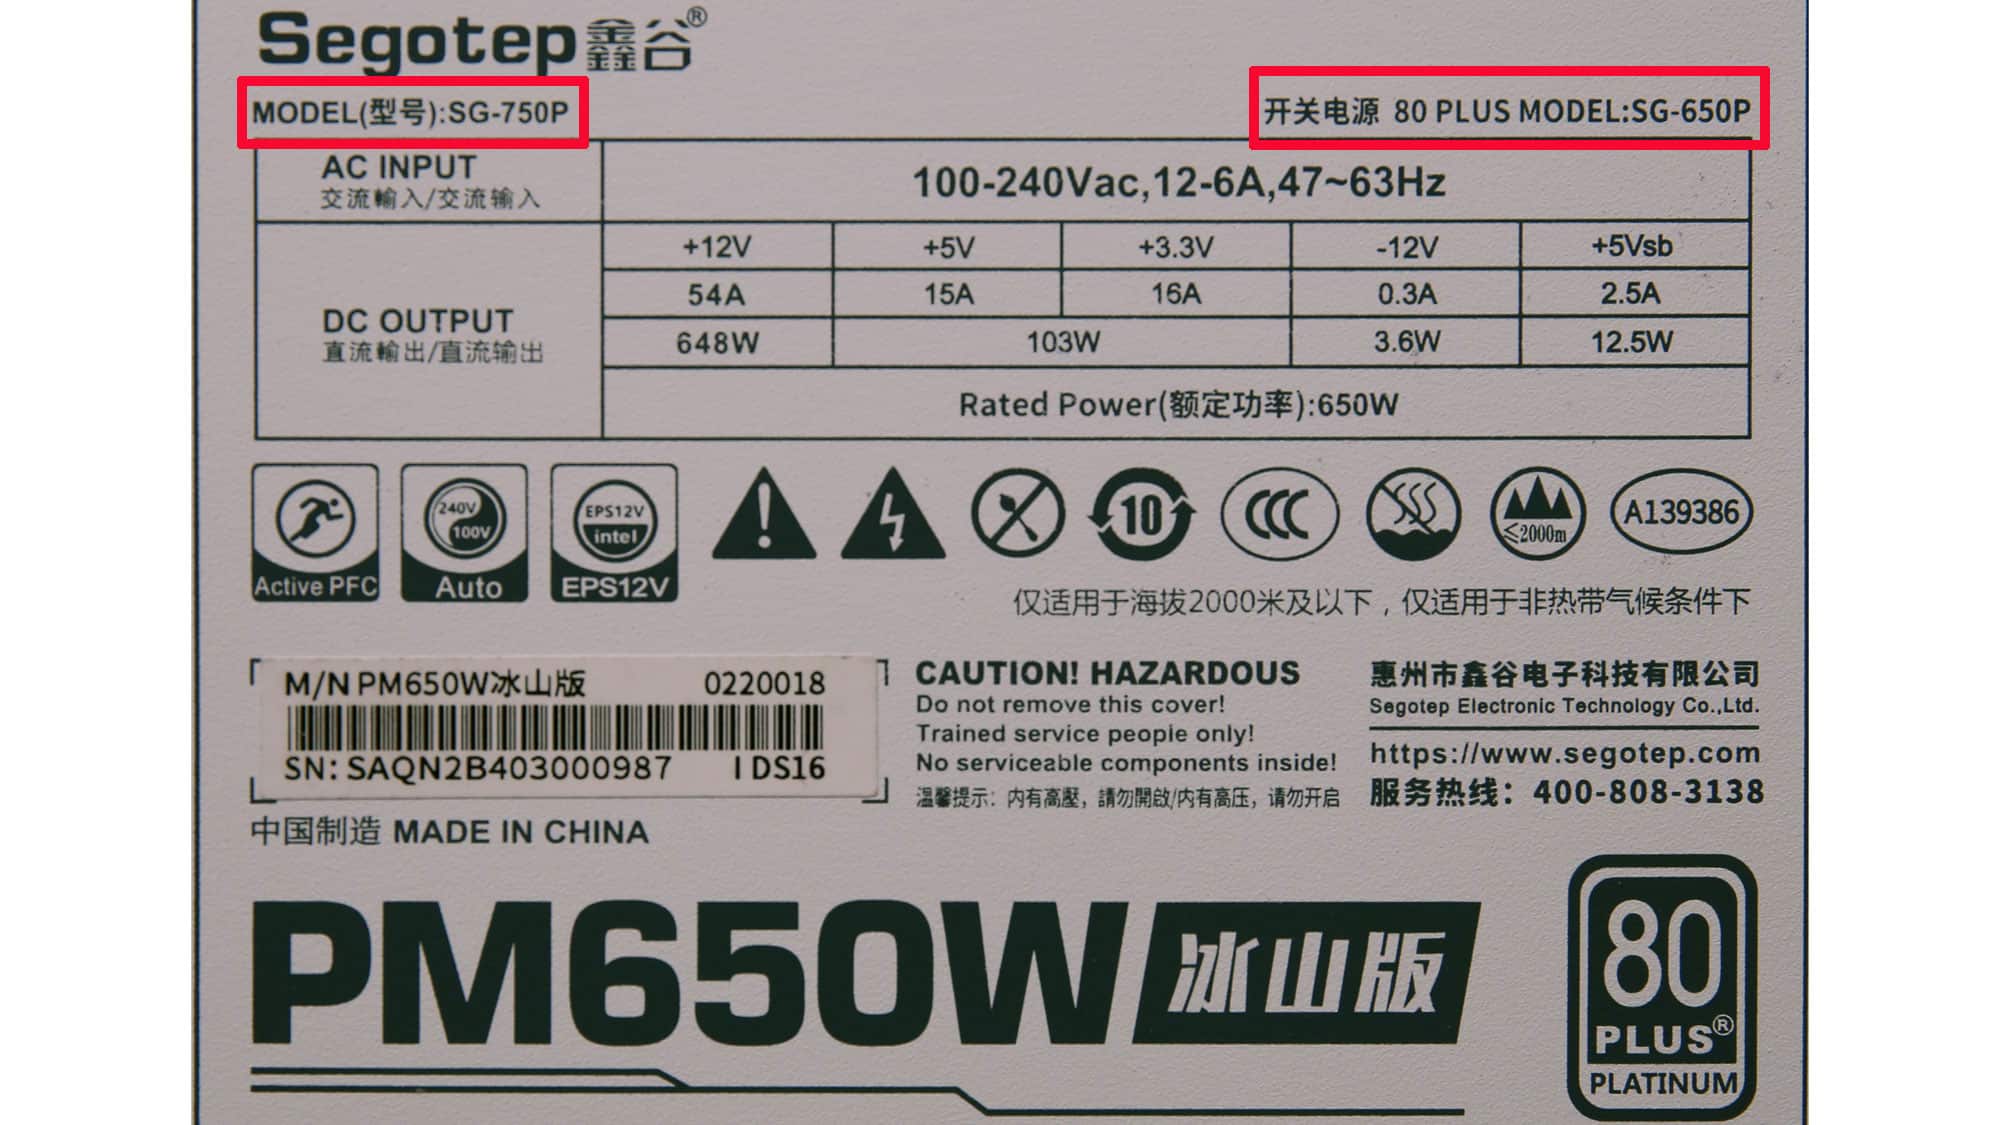 Segotep鑫谷®
MODEL(型号):SG-750P
开关电源 80 PLUS MODEL:SG-650P
AC INPUT
交流輸入/交流输入
100-240Vac,12-6A,47~63Hz
DC OUTPUT
直流輸出/直流输出
+12V +5V +3.3V -12V +5Vsb
54A 15A 16A 0.3A 2.5A
648W 103W 3.6W 12.5W
Rated Power(额定功率):650W
Active PFC
240V
100V
Auto
EPS12V
intel
EPS12V
10
CCC
≤2000m
A139386
仅适用于海拔2000米及以下，仅适用于非热带气候条件下
M/N PM650W冰山版 0220018
SN: SAQN2B403000987 I DS16
中国制造 MADE IN CHINA
CAUTION! HAZARDOUS
Do not remove this cover!
Trained service people only!
No serviceable components inside!
温馨提示：内有高壓，請勿開啟/内有高压，请勿开启
惠州市鑫谷电子科技有限公司
Segotep Electronic Technology Co.,Ltd.
https://www.segotep.com
服务热线：400-808-3138
PM650W 冰山版
80
PLUS®
PLATINUM